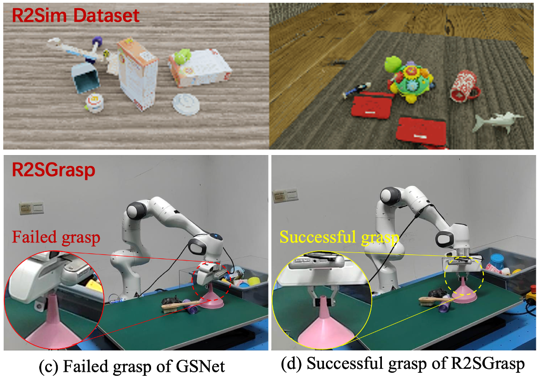 R2Sim Dataset
R2SGrasp
Failed grasp
Successful grasp
(c) Failed grasp of GSNet
(d) Successful grasp of R2SGrasp